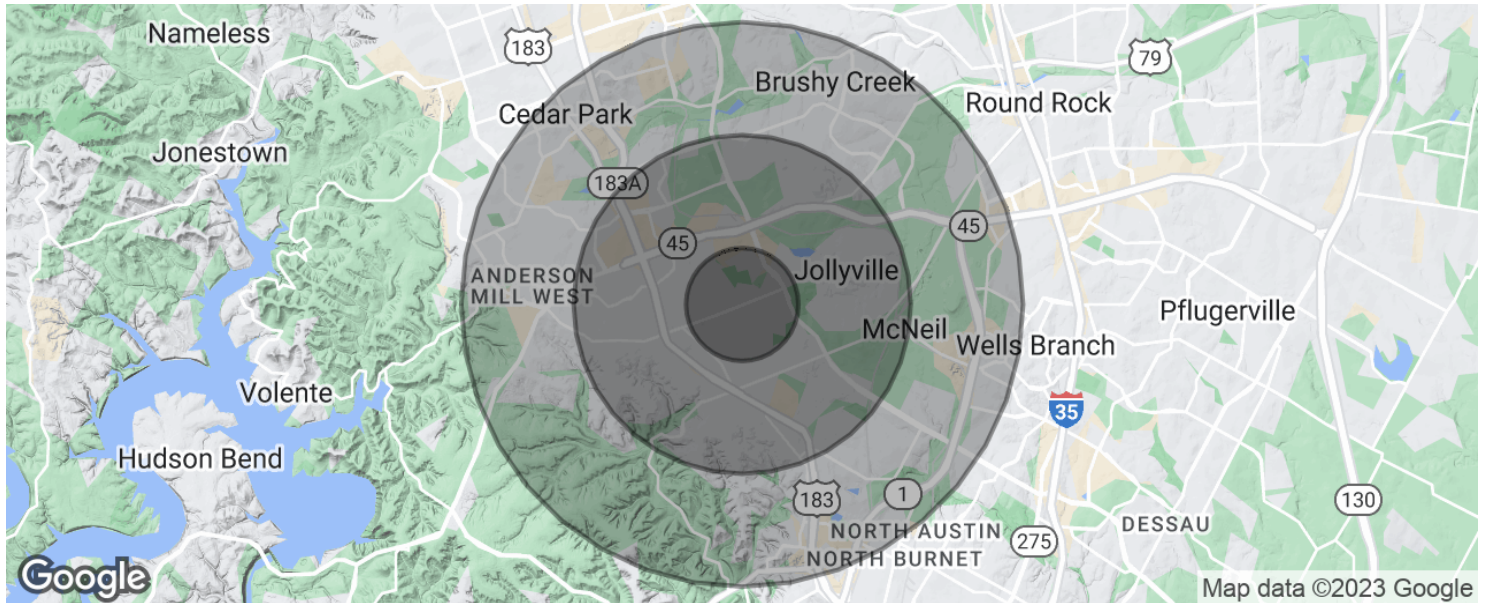 Nameless
183
79
Brushy Creek
Cedar Park
Round Rock
Jonestown
183A
45
45
ANDERSON
MILL WEST
Jollyville
Pflugerville
McNeil
Wells Branch
Volente
35
Hudson Bend
183
1
130
NORTH AUSTIN
DESSAU
275
NORTH BURNET
Google
Map data ©2023 Google